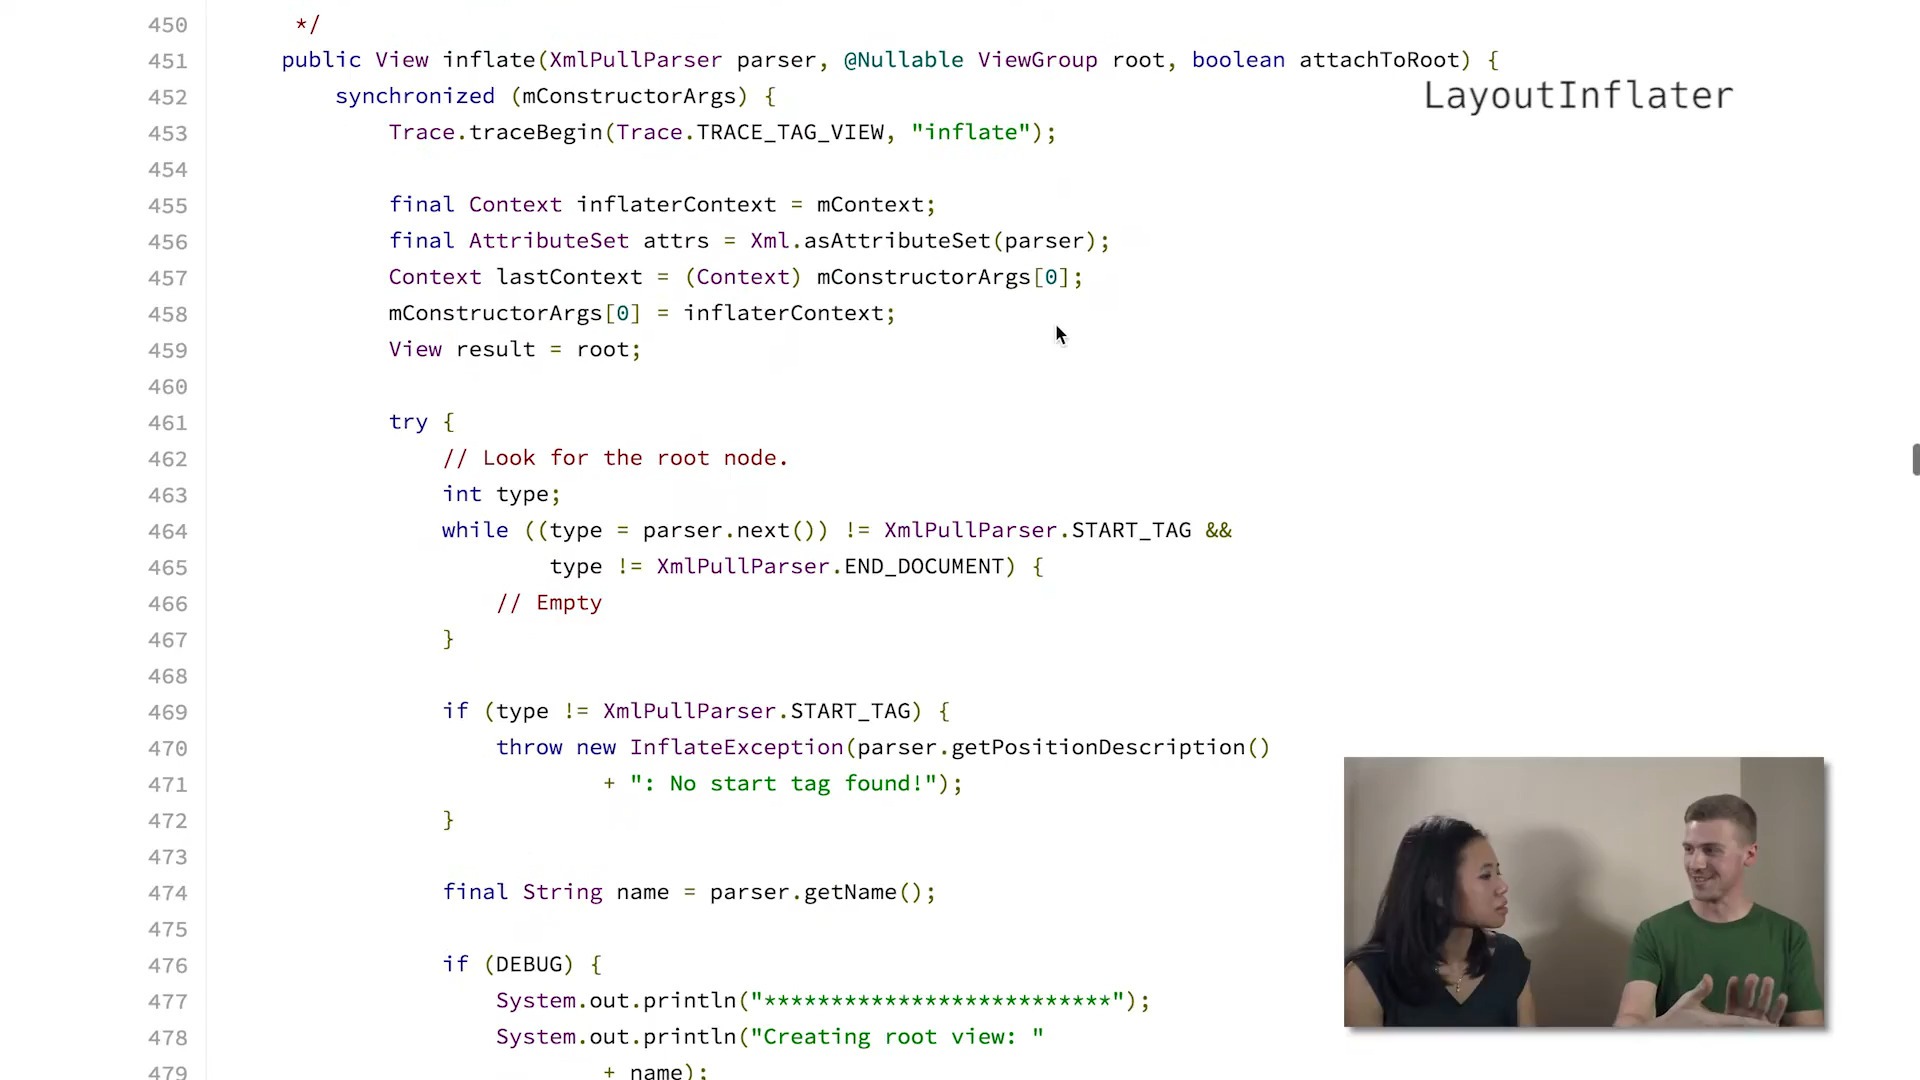 450 */
451 public View inflate(XmlPullParser parser, @Nullable ViewGroup root, boolean attachToRoot) {
LayoutInflater
452 synchronized (mConstructorArgs) {
453 Trace.traceBegin(Trace.TRACE_TAG_VIEW, "inflate");
454
455 final Context inflaterContext = mContext;
456 final AttributeSet attrs = Xml.asAttributeSet(parser);
457 Context lastContext = (Context) mConstructorArgs[0];
458 mConstructorArgs[0] = inflaterContext;
459 View result = root;
460
461 try {
462 // Look for the root node.
463 int type;
464 while ((type = parser.next()) != XmlPullParser.START_TAG &&
465 type != XmlPullParser.END_DOCUMENT) {
466 // Empty
467 }
468
469 if (type != XmlPullParser.START_TAG) {
470 throw new InflateException(parser.getPositionDescription()
471 + ": No start tag found!");
472 }
473
474 final String name = parser.getName();
475
476 if (DEBUG) {
477 System.out.println("**************************");
478 System.out.println("Creating root view: "
479 + name);